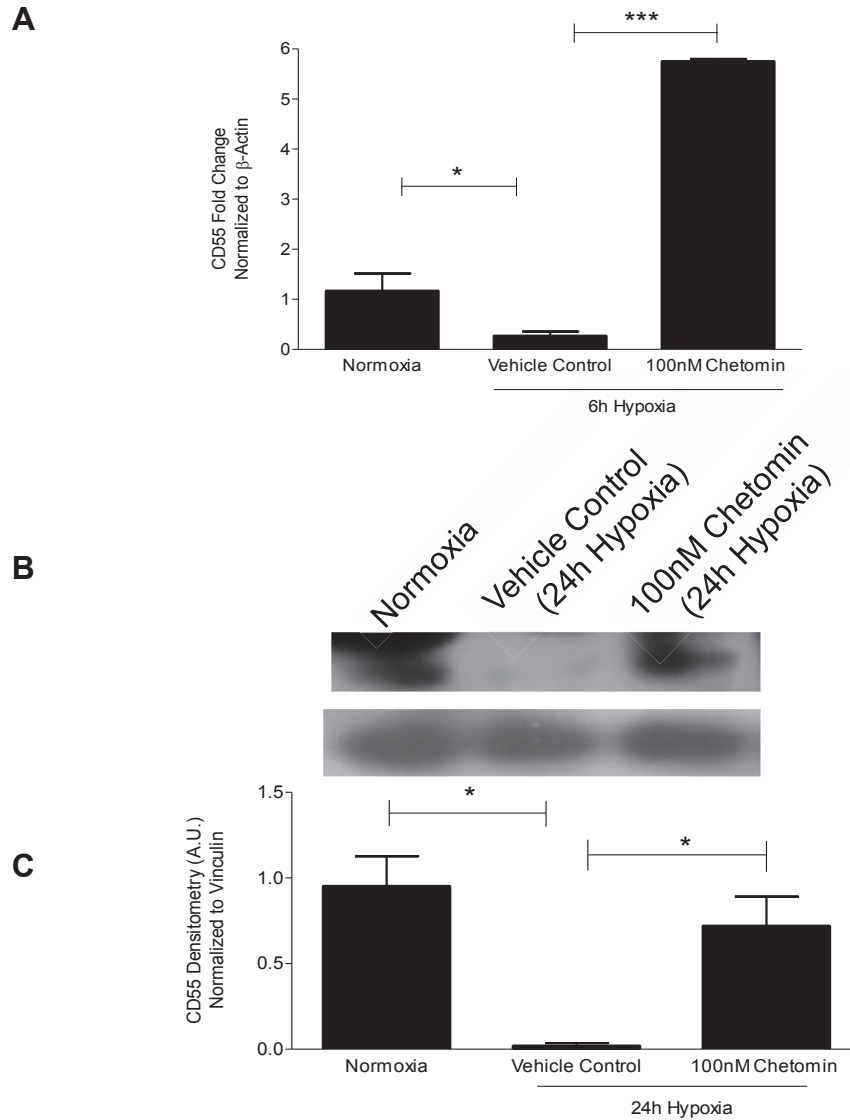 A
***
6
5
4
3
2
1
0
*
CD55 Fold Change
Normalized to β-Actin
Normoxia
Vehicle Control
100nM Chetomin
6h Hypoxia
B
Normoxia
Vehicle Control
(24h Hypoxia)
100nM Chetomin
(24h Hypoxia)
C
1.5
1.0
0.5
0.0
*
*
CD55 Densitometry (A.U.)
Normalized to Vinculin
Normoxia
Vehicle Control
100nM Chetomin
24h Hypoxia